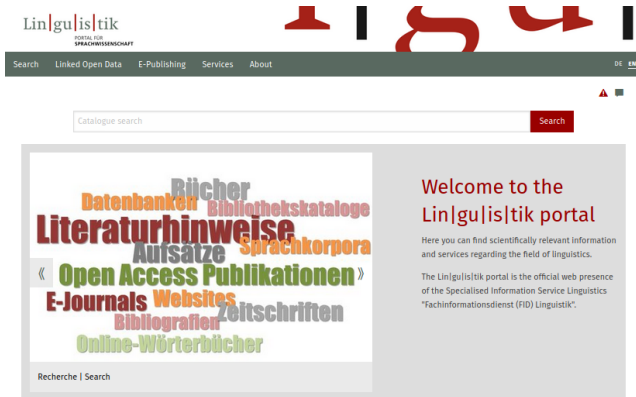 Lin|gu|is|tik
PORTAL FÜR
SPRACHWISSENSCHAFT
Search Linked Open Data E-Publishing Services About DE EN
Catalogue search Search
Bücher
Datenbanken
Bibliothekskataloge
Literaturhinweise
Aufsätze Sprachkorpora
« Open Access Publikationen »
E-Journals Websites
Zeitschriften
Bibliografien
Online-Wörterbücher
Recherche | Search
Welcome to the
Lin|gu|is|tik portal
Here you can find scientifically relevant information
and services regarding the field of linguistics.
The Lin|gu|is|tik portal is the official web presence
of the Specialised Information Service Linguistics
"Fachinformationsdienst (FID) Linguistik".